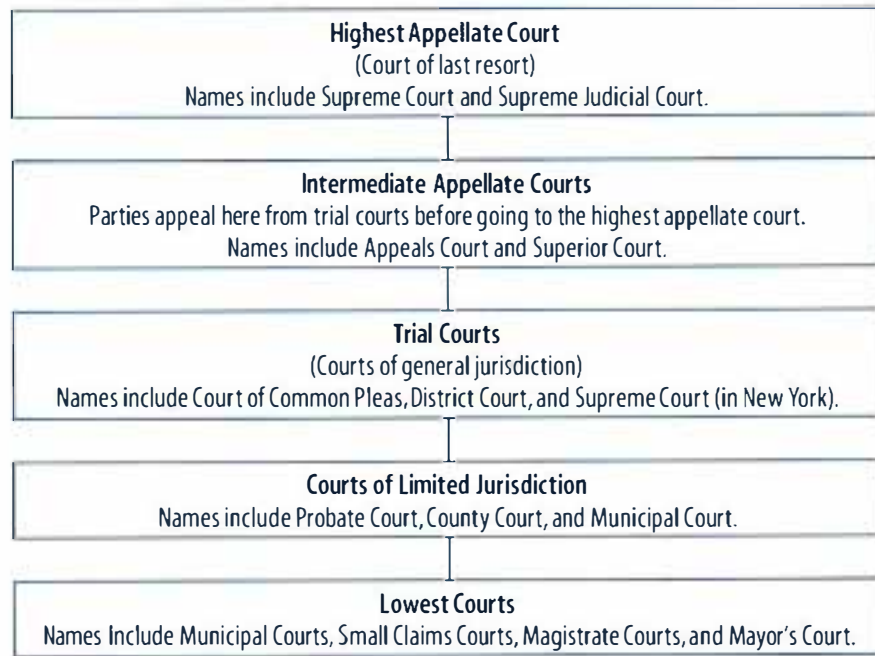 Highest Appellate Court
(Court of last resort)
Names include Supreme Court and Supreme Judicial Court.
Intermediate Appellate Courts
Parties appeal here from trial courts before going to the highest appellate court.
Names include Appeals Court and Superior Court.
Trial Courts
(Courts of general jurisdiction)
Names include Court of Common Pleas, District Court, and Supreme Court (in New York).
Courts of Limited Jurisdiction
Names include Probate Court, County Court, and Municipal Court.
Lowest Courts
Names Include Municipal Courts, Small Claims Courts, Magistrate Courts, and Mayor's Court.